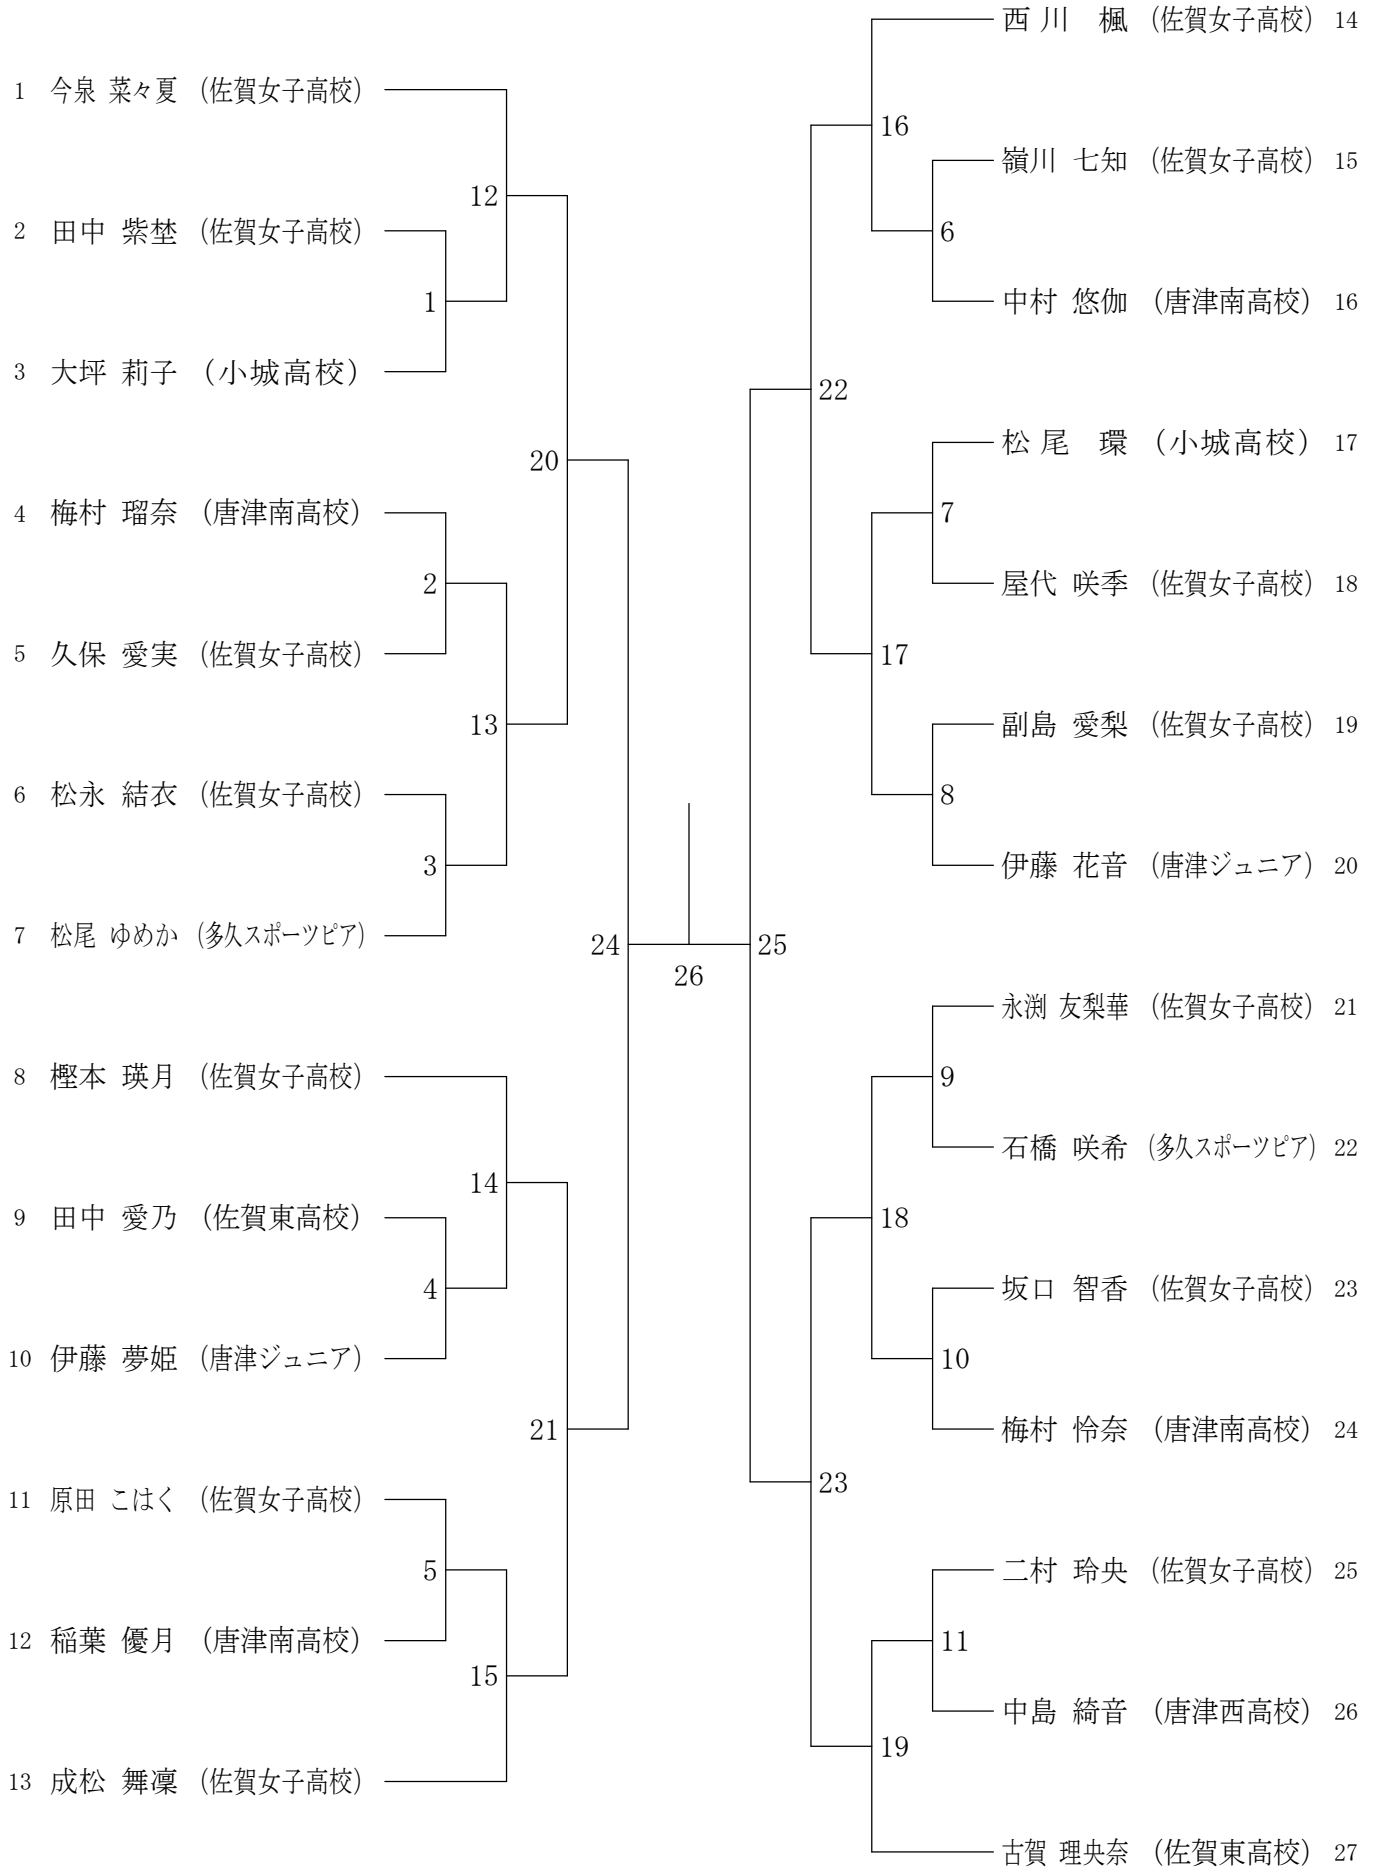 1 今泉 菜々夏 (佐賀女子高校)
2 田中 紫埜 (佐賀女子高校)
3 大坪 莉子 (小城高校)
4 梅村 瑠奈 (唐津南高校)
5 久保 愛実 (佐賀女子高校)
6 松永 結衣 (佐賀女子高校)
7 松尾 ゆめか (多久スポーツピア)
8 樫本 瑛月 (佐賀女子高校)
9 田中 愛乃 (佐賀東高校)
10 伊藤 夢姫 (唐津ジュニア)
11 原田 こはく (佐賀女子高校)
12 稲葉 優月 (唐津南高校)
13 成松 舞凜 (佐賀女子高校)
1
2
3
4
5
12
13
14
15
20
21
24
26
25
22
23
16
17
18
19
6
7
8
9
10
11
西川 楓 (佐賀女子高校) 14
嶺川 七知 (佐賀女子高校) 15
中村 悠伽 (唐津南高校) 16
松尾 環 (小城高校) 17
屋代 咲季 (佐賀女子高校) 18
副島 愛梨 (佐賀女子高校) 19
伊藤 花音 (唐津ジュニア) 20
永渕 友梨華 (佐賀女子高校) 21
石橋 咲希 (多久スポーツピア) 22
坂口 智香 (佐賀女子高校) 23
梅村 怜奈 (唐津南高校) 24
二村 玲央 (佐賀女子高校) 25
中島 綺音 (唐津西高校) 26
古賀 理央奈 (佐賀東高校) 27